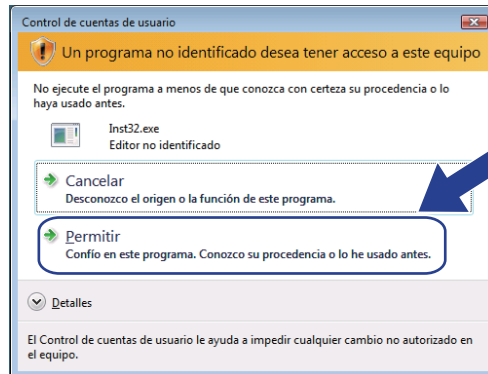 Control de cuentas de usuario
Un programa no identificado desea tener acceso a este equipo
No ejecute el programa a menos de que conozca con certeza su procedencia o lo
haya usado antes.
Inst32.exe
Editor no identificado
Cancelar
Desconozco el origen o la función de este programa.
Permitir
Confío en este programa. Conozco su procedencia o lo he usado antes.
Detalles
El Control de cuentas de usuario le ayuda a impedir cualquier cambio no autorizado en
el equipo.